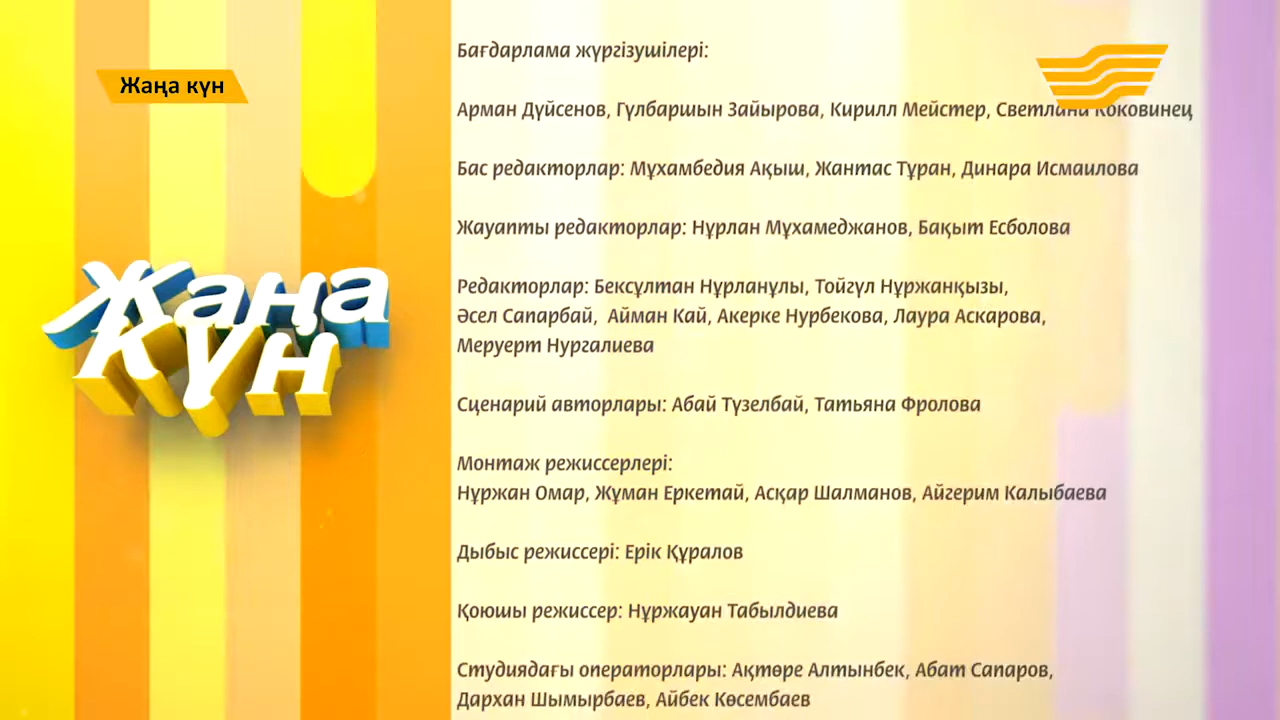 Жаңа күн
Жаңа
Күн
Бағдарлама жүргізушілері:
Арман Дүйсенов, Гүлбаршын Зайырова, Кирилл Мейстер, Светлана Коковинец
Бас редакторлар: Мұхамбедия Ақыш, Жантас Тұран, Динара Исмаилова
Жауапты редакторлар: Нұрлан Мұхамеджанов, Бақыт Есболова
Редакторлар: Бексұлтан Нұрланұлы, Тойгүл Нұржанқызы,
Әсел Сапарбай, Айман Кай, Акерке Нурбекова, Лаура Аскарова,
Меруерт Нургалиева
Сценарий авторлары: Абай Түзелбай, Татьяна Фролова
Монтаж режиссерлері:
Нұржан Омар, Жұман Еркетай, Асқар Шалманов, Айгерим Калыбаева
Дыбыс режиссері: Ерік Құралов
Қоюшы режиссер: Нұржауан Табылдиева
Студиядағы операторлары: Ақтөре Алтынбек, Абат Сапаров,
Дархан Шымырбаев, Айбек Көсембаев